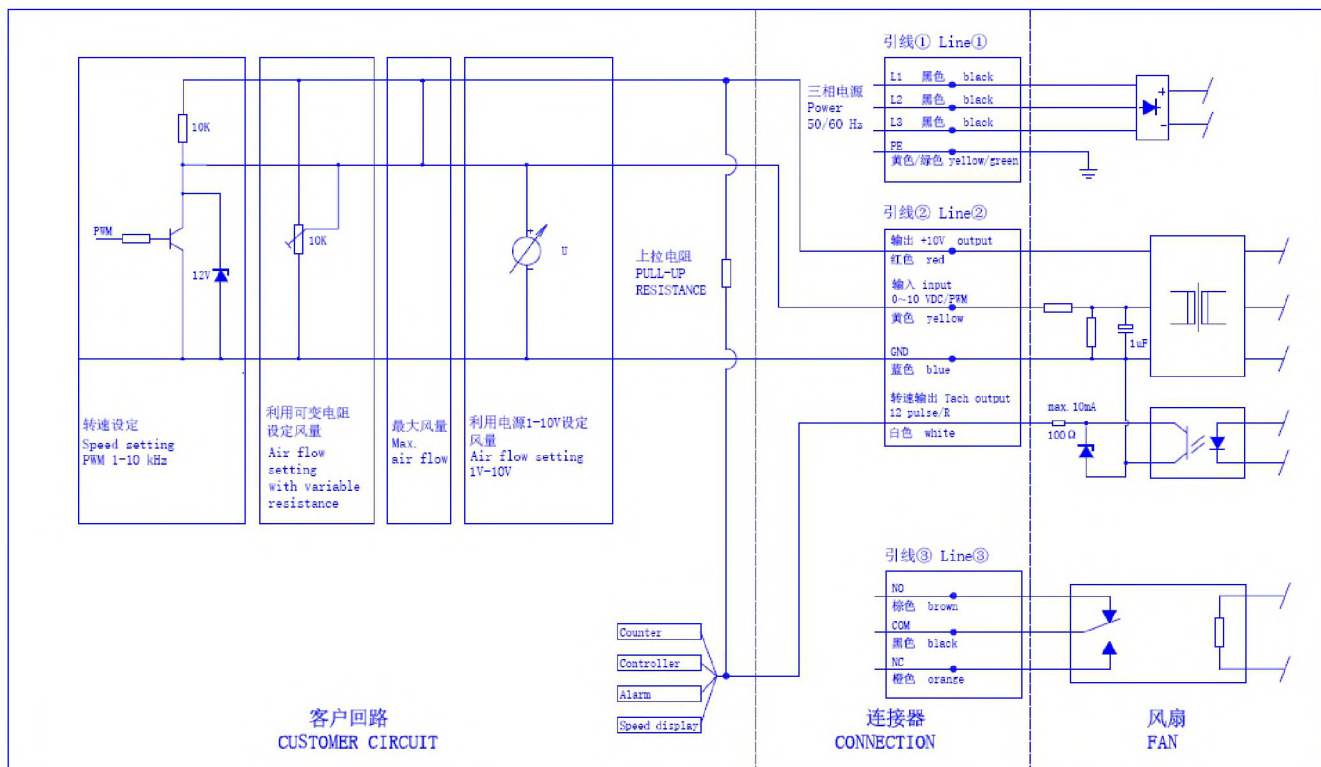 10K
PWM
12V
转速设定
Speed setting
PWM 1-10 kHz
10K
利用可变电阻
设定风量
Air flow
setting
with variable
resistance
最大风量
Max.
air flow
+
U
利用电源1-10V设定
风量
Air flow setting
1V-10V
上拉电阻
PULL-UP
RESISTANCE
Counter
Controller
Alarm
Speed display
客户回路
CUSTOMER CIRCUIT
引线① Line①
三相电源
Power
50/60 Hz
L1 黑色 black
L2 黑色 black
L3 黑色 black
PE
黄色/绿色 yellow/green
引线② Line②
输出 +10V output
红色 red
输入 input
0~10 VDC/PWM
黄色 yellow
GND
蓝色 blue
转速输出 Tach output
12 pulse/R
白色 white
引线③ Line③
NO
棕色 brown
COM
黑色 black
NC
橙色 orange
连接器
CONNECTION
+
-
1uF
max. 10mA
100Ω
风扇
FAN